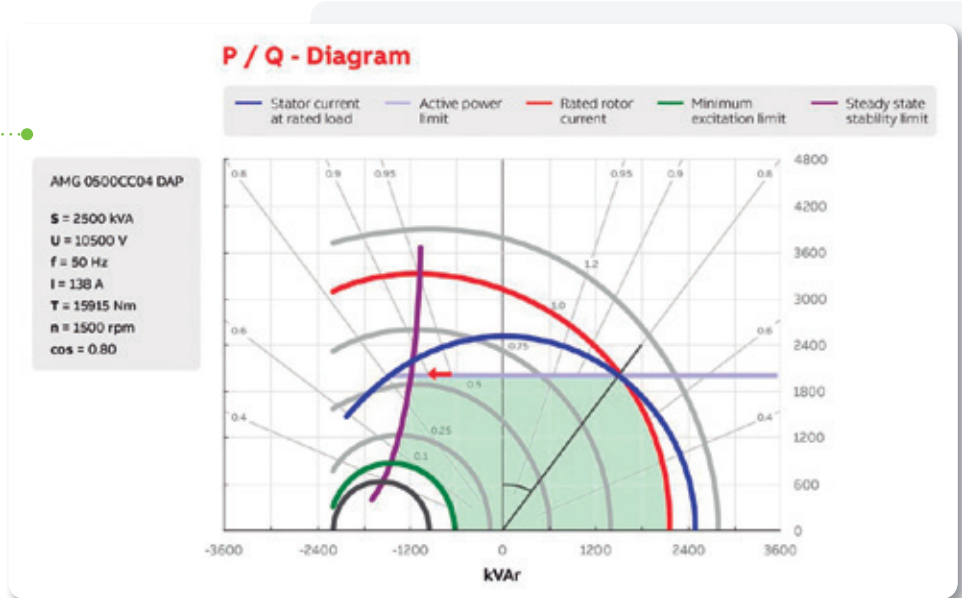 P / Q - Diagram
Stator current
at rated load
Active power
limit
Rated rotor
current
Minimum
excitation limit
Steady state
stability limit
AMG 0500CC04 DAP
S = 2500 kVA
U = 10500 V
f = 50 Hz
I = 138 A
T = 15915 Nm
n = 1500 rpm
cos = 0.80
0.8 0.9 0.95 0.95 0.9 0.8 4800
4200
3600
1.2
3000
1.0
0.6 0.6 2400
0.75
1800
0.5
0.4 0.4
0.25 1200
0.1
600
0
-3600 -2400 -1200 0 1200 2400 3600
kVAr